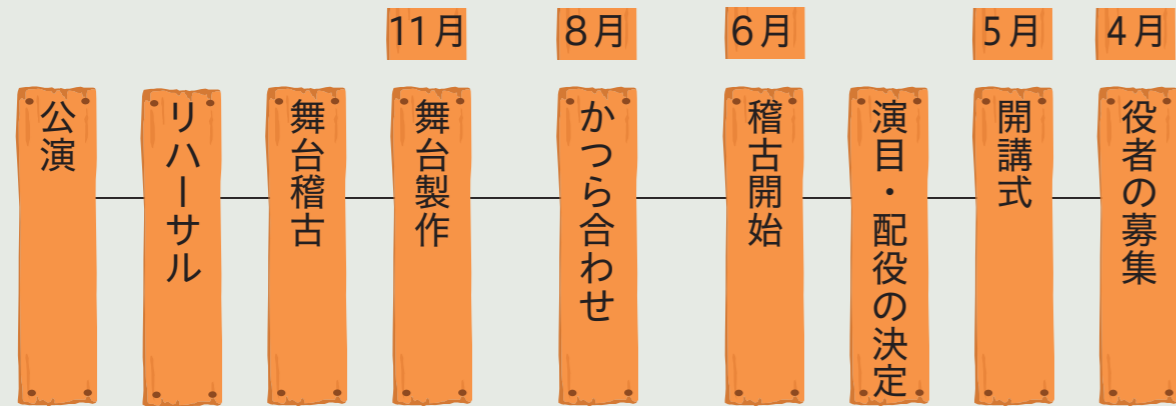 4月
役者の募集
5月
開講式
演目・配役の決定
6月
稽古開始
8月
かつら合わせ
11月
舞台製作
舞台稽古
リハーサル
公演